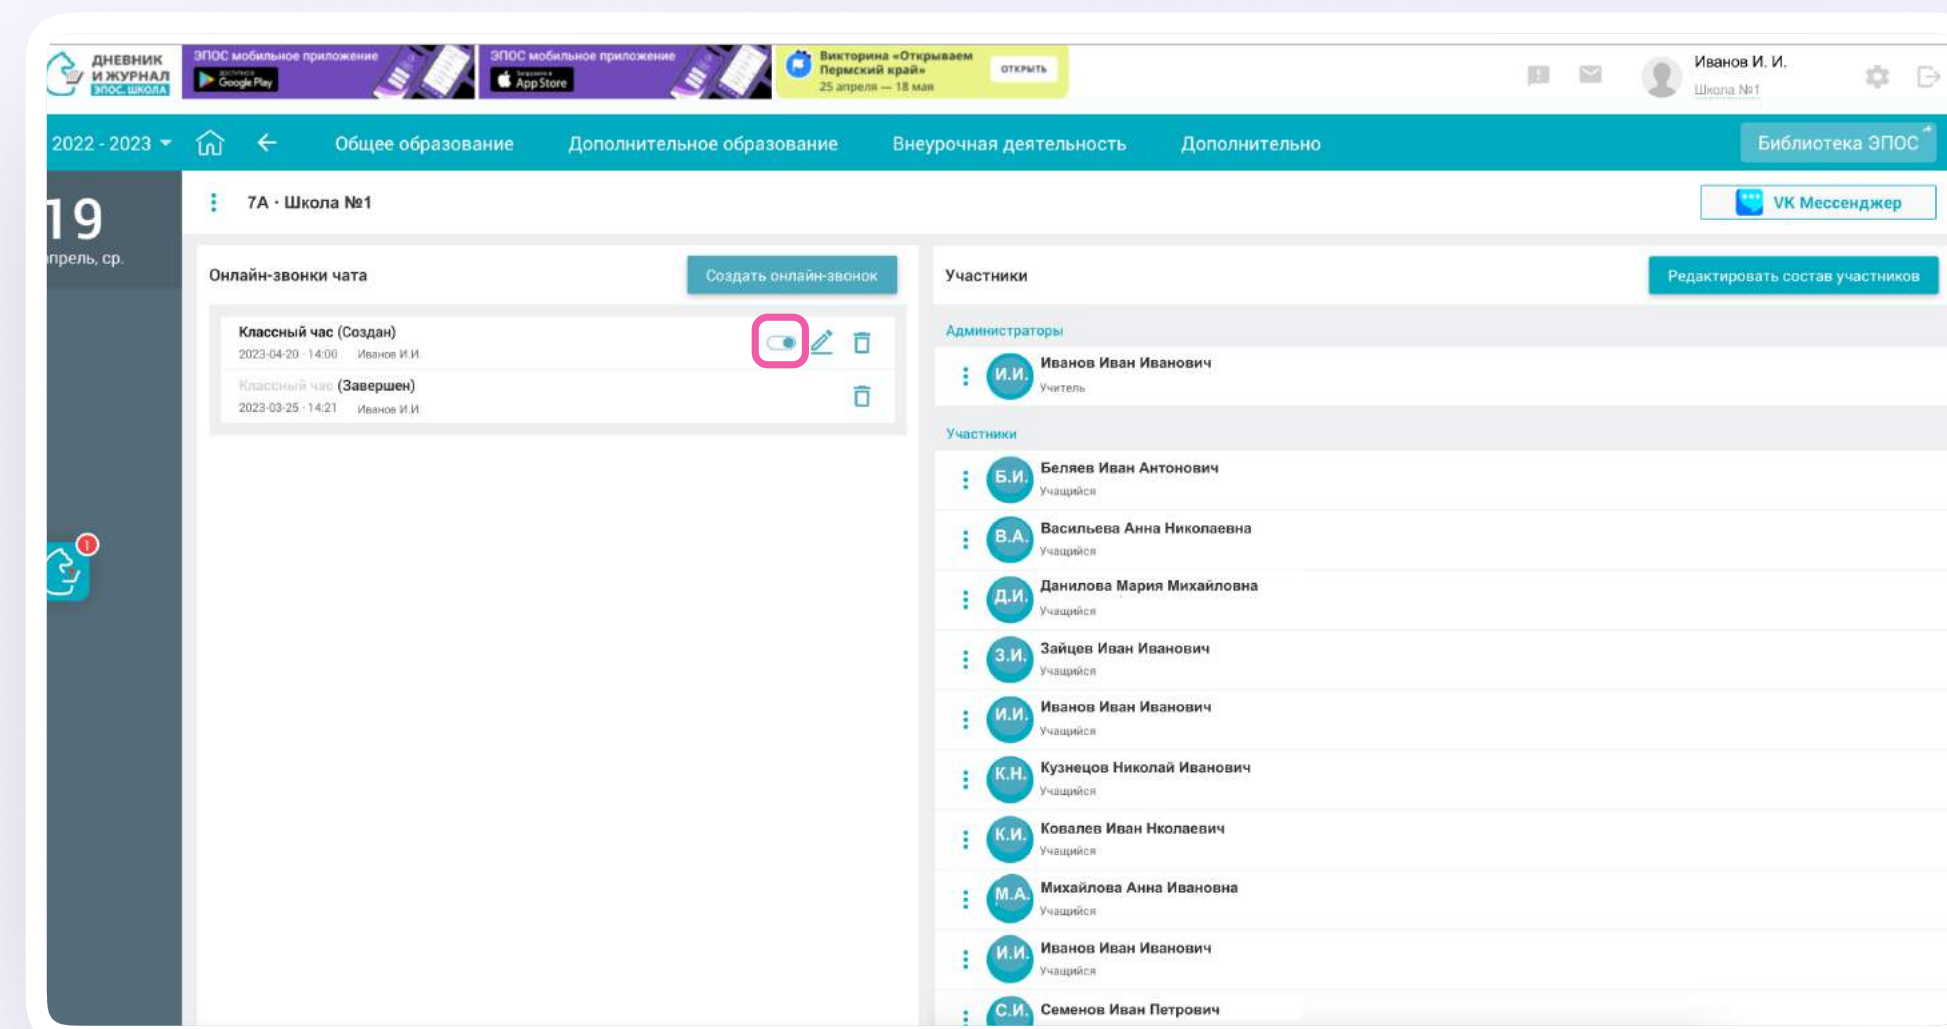 ДНЕВНИК
И ЖУРНАЛ
ЭПОС.ШКОЛА
ЭПОС мобильное приложение
Google Play
ЭПОС мобильное приложение
App Store
Викторина «Открываем
Пермский край»
25 апреля — 18 мая
ОТКРЫТЬ
Иванов И. И.
Школа №1
2022 - 2023
Общее образование
Дополнительное образование
Внеурочная деятельность
Дополнительно
Библиотека ЭПОС
19
апрель, ср.
7А · Школа №1
VK Мессенджер
Онлайн-звонки чата
Создать онлайн-звонок
Классный час (Создан)
2023-04-20 · 14:00 Иванов И.И.
Классный час (Завершен)
2023-03-25 · 14:21 Иванов И.И.
1
Участники
Редактировать состав участников
Администраторы
И.И.
Иванов Иван Иванович
Учитель
Участники
Б.И.
Беляев Иван Антонович
Учащийся
В.А.
Васильева Анна Николаевна
Учащийся
Д.И.
Данилова Мария Михайловна
Учащийся
З.И.
Зайцев Иван Иванович
Учащийся
И.И.
Иванов Иван Иванович
Учащийся
К.Н.
Кузнецов Николай Иванович
Учащийся
К.И.
Ковалев Иван Нколаевич
Учащийся
М.А.
Михайлова Анна Ивановна
Учащийся
И.И.
Иванов Иван Иванович
Учащийся
С.И.
Семенов Иван Петрович